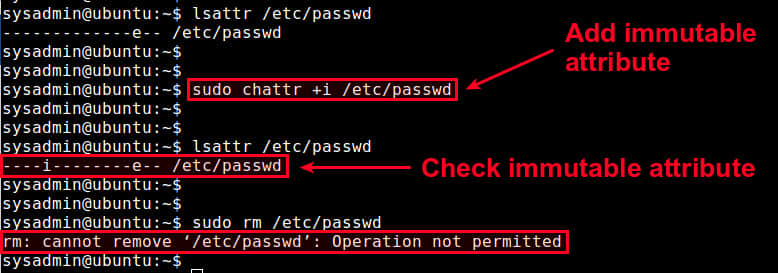 sysadmin@ubuntu:~$ lsattr /etc/passwd
-------------e-- /etc/passwd
sysadmin@ubuntu:~$
sysadmin@ubuntu:~$
sysadmin@ubuntu:~$ sudo chattr +i /etc/passwd
sysadmin@ubuntu:~$
sysadmin@ubuntu:~$
sysadmin@ubuntu:~$ lsattr /etc/passwd
----i--------e-- /etc/passwd
sysadmin@ubuntu:~$
sysadmin@ubuntu:~$
sysadmin@ubuntu:~$ sudo rm /etc/passwd
rm: cannot remove ‘/etc/passwd’: Operation not permitted
sysadmin@ubuntu:~$
Add immutable
attribute
Check immutable attribute